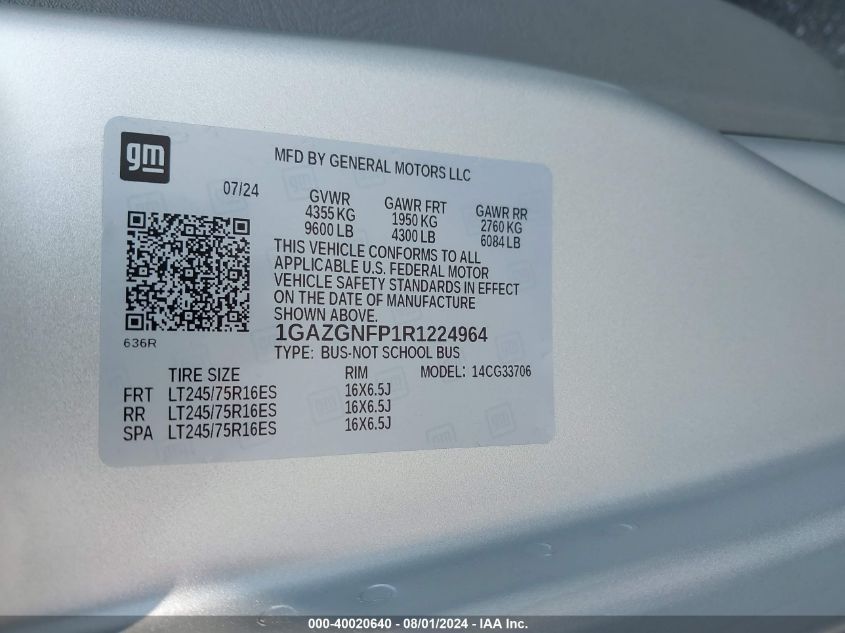 gm
MFD BY GENERAL MOTORS LLC
07/24
GVWR
4355 KG
9600 LB
GAWR FRT
1950 KG
4300 LB
GAWR RR
2760 KG
6084 LB
THIS VEHICLE CONFORMS TO ALL
APPLICABLE U.S. FEDERAL MOTOR
VEHICLE SAFETY STANDARDS IN EFFECT
ON THE DATE OF MANUFACTURE
SHOWN ABOVE.
1GAZGNFP1R1224964
TYPE: BUS-NOT SCHOOL BUS
636R
TIRE SIZE RIM MODEL: 14CG33706
FRT LT245/75R16ES 16X6.5J
RR LT245/75R16ES 16X6.5J
SPA LT245/75R16ES 16X6.5J
000-40020640 - 08/01/2024 - IAA Inc.